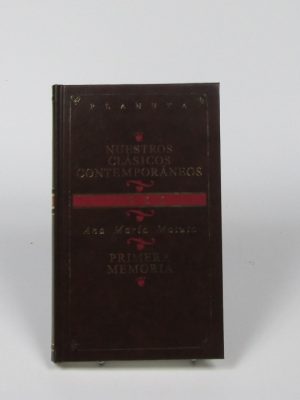 PLANETA
NUESTROS
CLÁSICOS
CONTEMPORÁNEOS
Ana María Matute
PRIMERA
MEMORIA